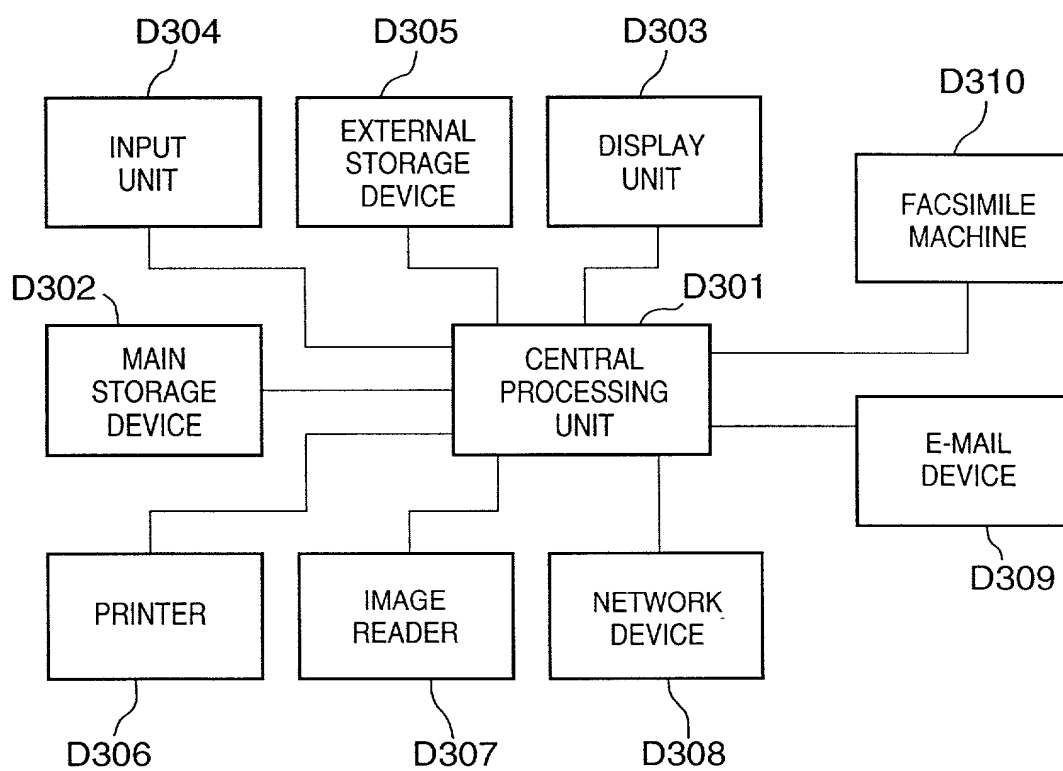 D304
D305
D303
D310
INPUT
UNIT
EXTERNAL
STORAGE
DEVICE
DISPLAY
UNIT
FACSIMILE
MACHINE
D302
D301
MAIN
STORAGE
DEVICE
CENTRAL
PROCESSING
UNIT
E-MAIL
DEVICE
D309
PRINTER
IMAGE
READER
NETWORK
DEVICE
D306
D307
D308